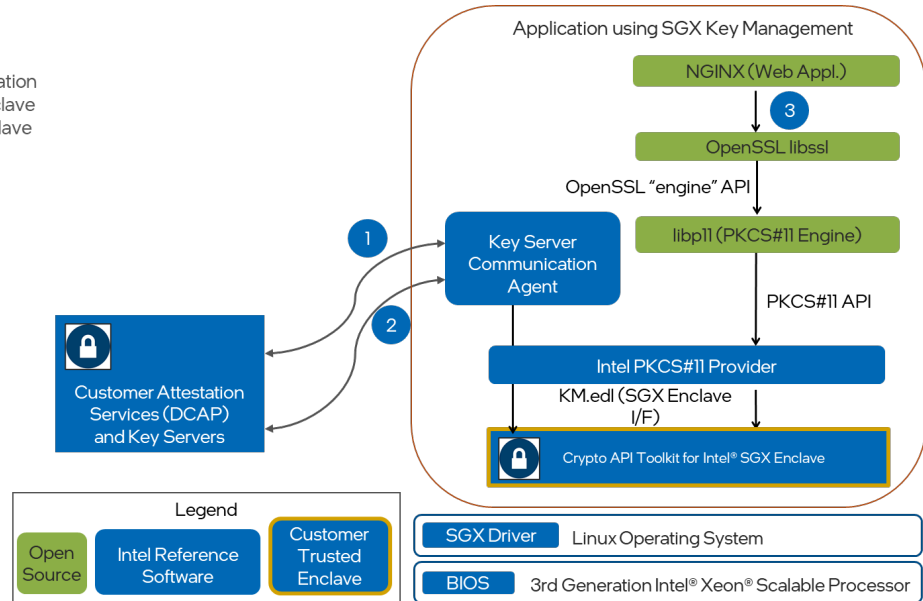 Application using SGX Key Management
NGINX (Web Appl.)
3
OpenSSL libssl
OpenSSL “engine” API
libp11 (PKCS#11 Engine)
PKCS#11 API
Intel PKCS#11 Provider
KM.edl (SGX Enclave
I/F)
Crypto API Toolkit for Intel® SGX Enclave
Key Server
Communication
Agent
1
2
Customer Attestation
Services (DCAP)
and Key Servers
Legend
Open
Source
Intel Reference
Software
Customer
Trusted
Enclave
SGX Driver
Linux Operating System
BIOS
3rd Generation Intel® Xeon® Scalable Processor